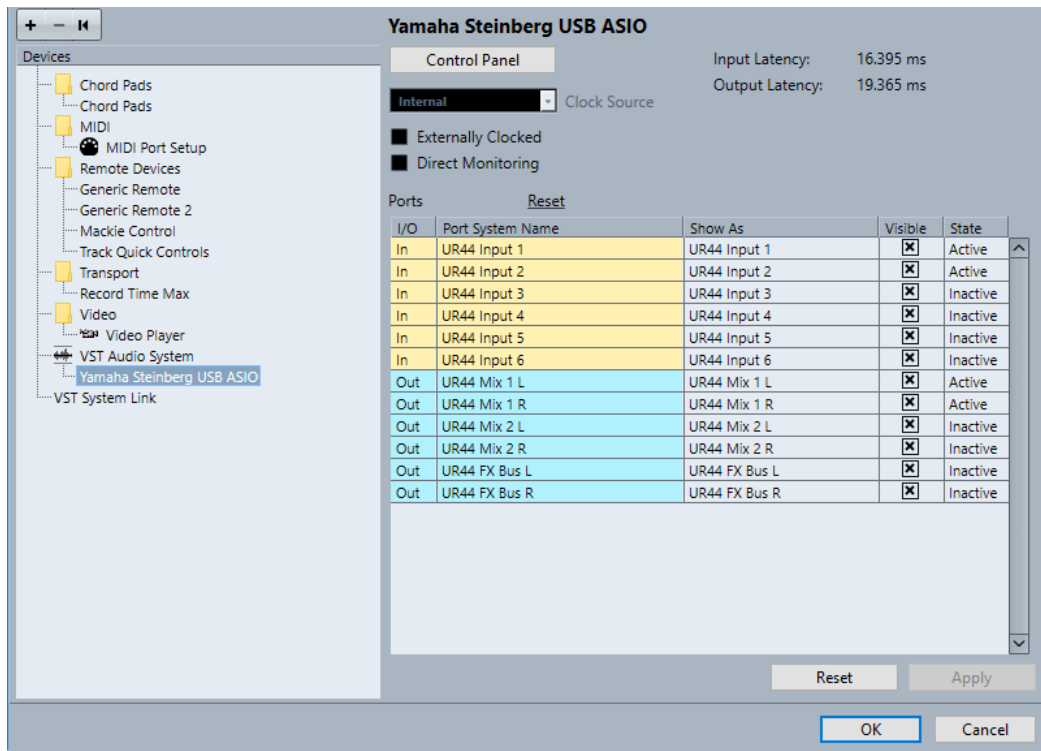 Yamaha Steinberg USB ASIO
Devices
Chord Pads
Chord Pads
MIDI
MIDI Port Setup
Remote Devices
Generic Remote
Generic Remote 2
Mackie Control
Track Quick Controls
Transport
Record Time Max
Video
Video Player
VST Audio System
Yamaha Steinberg USB ASIO
VST System Link
Control Panel
Input Latency: 16.395 ms
Output Latency: 19.365 ms
Internal Clock Source
Externally Clocked
Direct Monitoring
Ports Reset
I/O Port System Name Show As Visible State
In UR44 Input 1 UR44 Input 1 Active
In UR44 Input 2 UR44 Input 2 Active
In UR44 Input 3 UR44 Input 3 Inactive
In UR44 Input 4 UR44 Input 4 Inactive
In UR44 Input 5 UR44 Input 5 Inactive
In UR44 Input 6 UR44 Input 6 Inactive
Out UR44 Mix 1 L UR44 Mix 1 L Active
Out UR44 Mix 1 R UR44 Mix 1 R Active
Out UR44 Mix 2 L UR44 Mix 2 L Inactive
Out UR44 Mix 2 R UR44 Mix 2 R Inactive
Out UR44 FX Bus L UR44 FX Bus L Inactive
Out UR44 FX Bus R UR44 FX Bus R Inactive
Reset Apply
OK Cancel